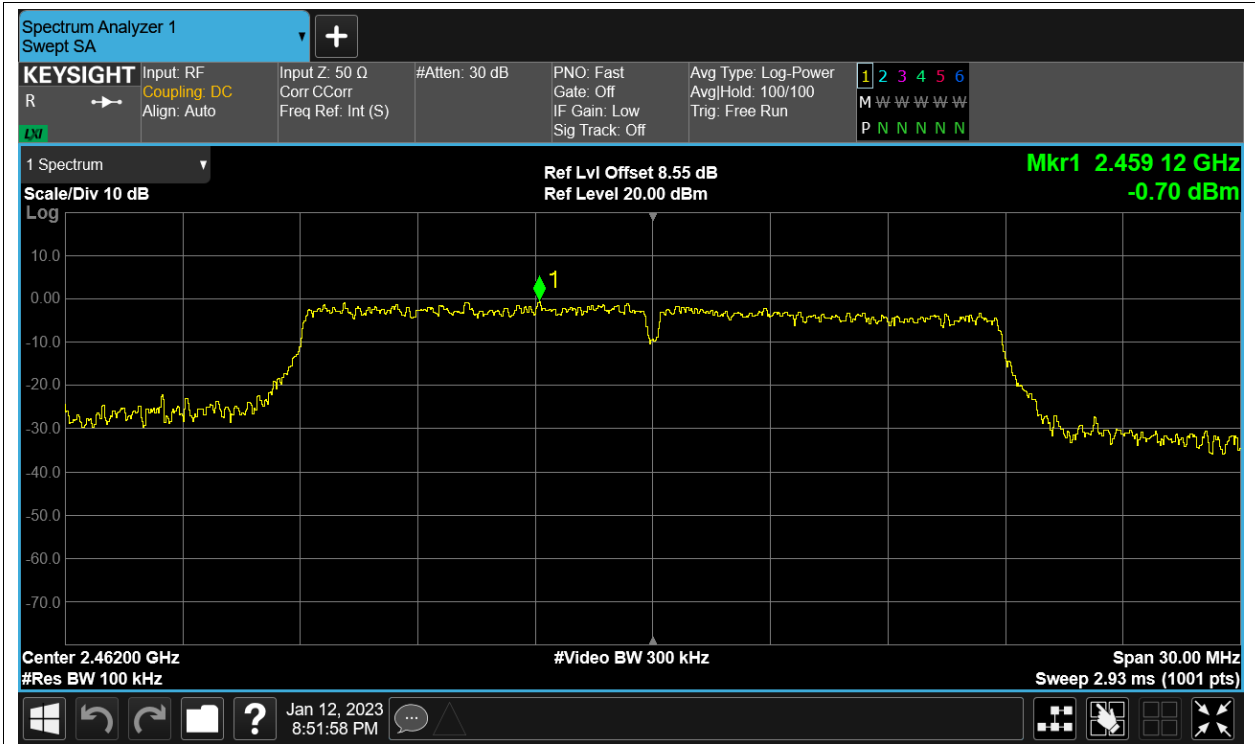 Spectrum Analyzer 1
Swept SA
KEYSIGHT
R
LXI
Input: RF
Coupling: DC
Align: Auto
Input Z: 50 Ω
Corr CCorr
Freq Ref: Int (S)
#Atten: 30 dB
PNO: Fast
Gate: Off
IF Gain: Low
Sig Track: Off
Avg Type: Log-Power
Avg|Hold: 100/100
Trig: Free Run
1 2 3 4 5 6
M W W W W W
P N N N N N
1 Spectrum
Scale/Div 10 dB
Ref Lvl Offset 8.55 dB
Ref Level 20.00 dBm
Mkr1 2.459 12 GHz
-0.70 dBm
Log
10.0
0.00
-10.0
-20.0
-30.0
-40.0
-50.0
-60.0
-70.0
1
Center 2.46200 GHz
#Res BW 100 kHz
#Video BW 300 kHz
Span 30.00 MHz
Sweep 2.93 ms (1001 pts)
?
Jan 12, 2023
8:51:58 PM